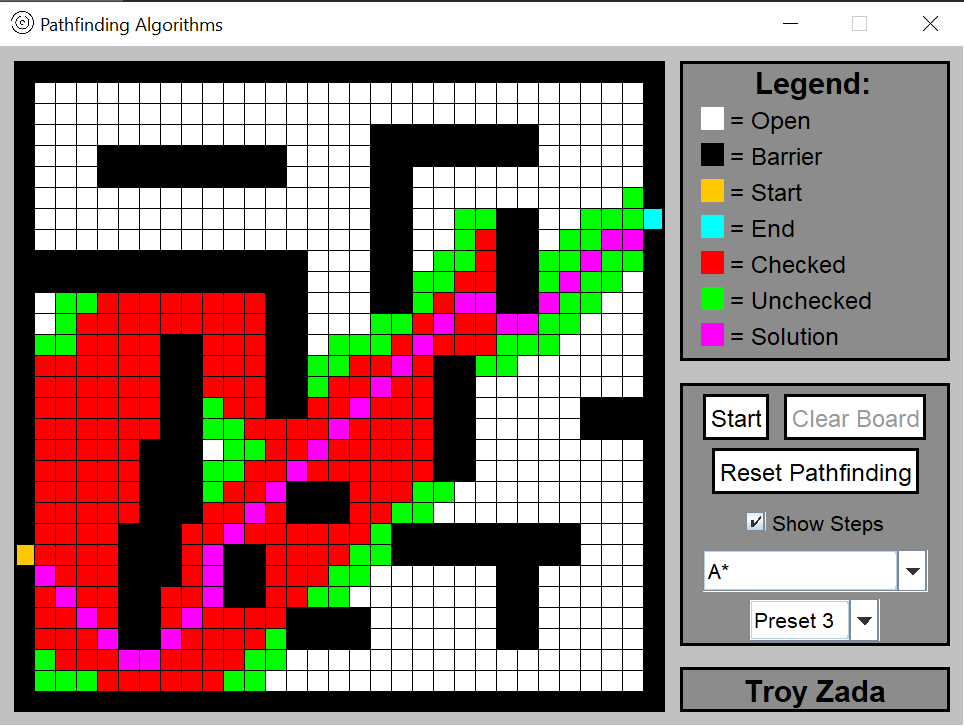 Pathfinding Algorithms
Legend:
= Open
= Barrier
= Start
= End
= Checked
= Unchecked
= Solution
Start
Clear Board
Reset Pathfinding
Show Steps
A*
Preset 3
Troy Zada